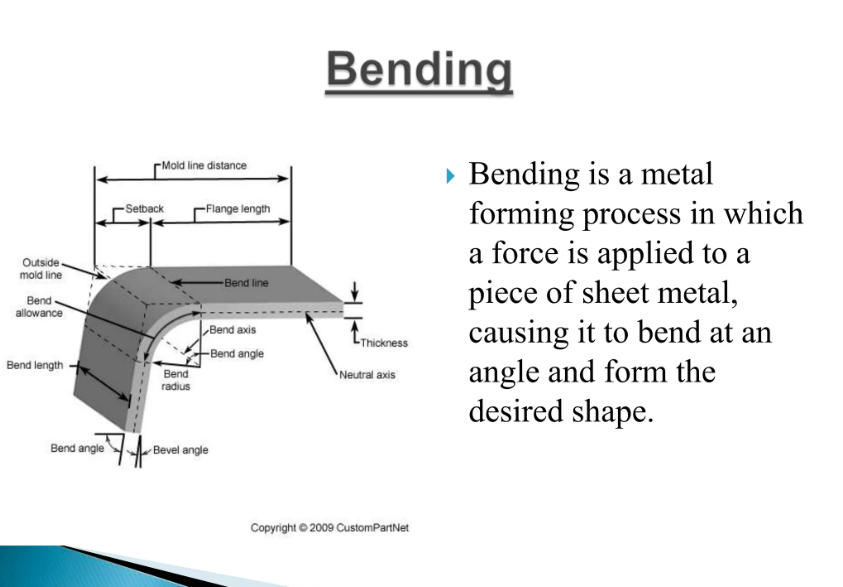 Bending
Mold line distance
Setback
Flange length
Outside
mold line
Bend line
Bend
allowance
Bend axis
Thickness
Bend angle
Bend length
Bend
radius
Neutral axis
Bend angle
Bevel angle
Copyright © 2009 CustomPartNet
Bending is a metal
forming process in which
a force is applied to a
piece of sheet metal,
causing it to bend at an
angle and form the
desired shape.